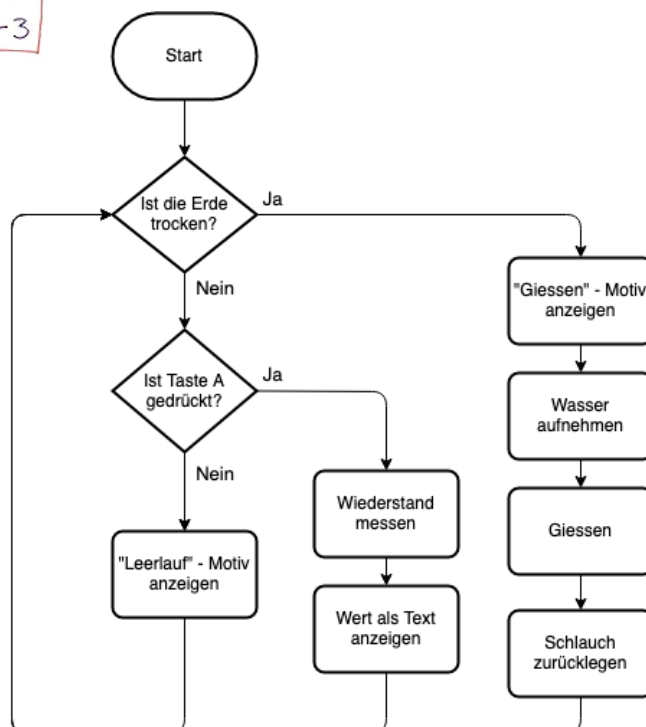 -3
Start
Ist die Erde
trocken?
Ja
Nein
"Giessen" - Motiv
anzeigen
Ist Taste A
gedrückt?
Ja
Nein
Wasser
aufnehmen
Wiederstand
messen
Giessen
"Leerlauf" - Motiv
anzeigen
Wert als Text
anzeigen
Schlauch
zurücklegen